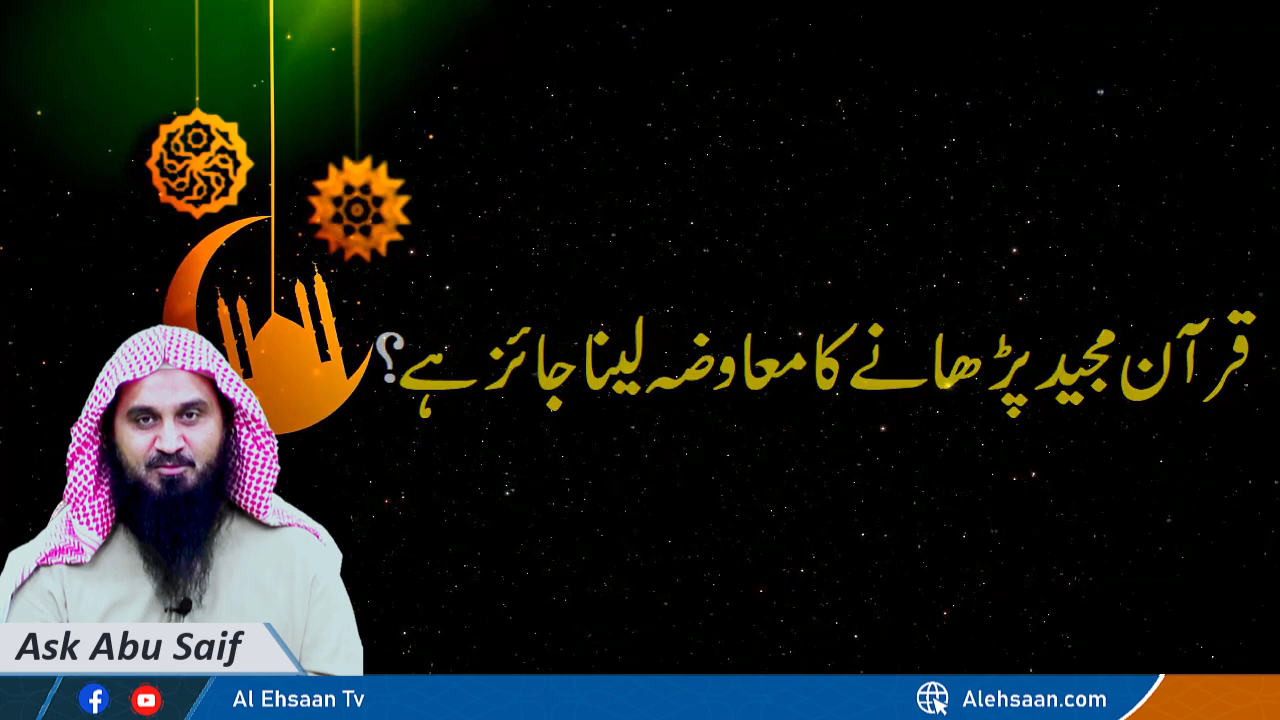 قرآن مجید پڑھانے کا معاوضہ لینا جائز ہے؟
Ask Abu Saif
Al Ehsaan Tv
Alehsaan.com